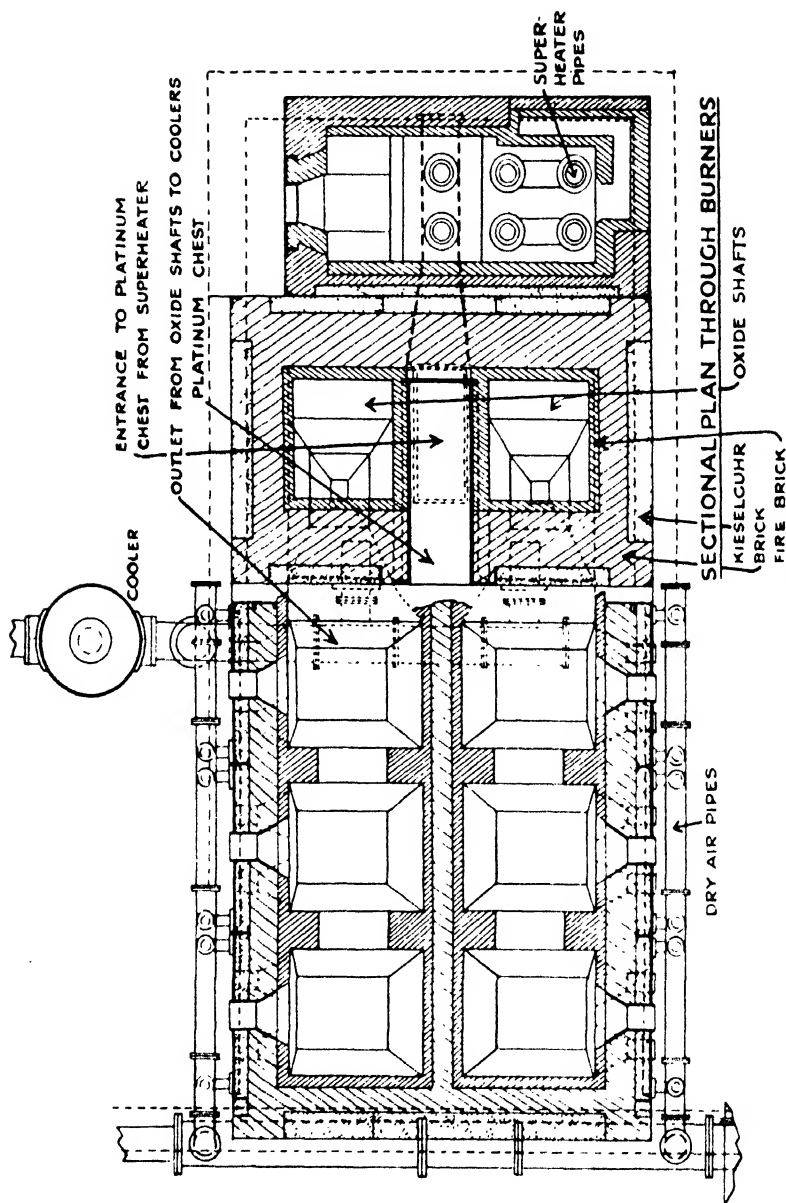 ENTRANCE TO PLATINUM
CHEST FROM SUPERHEATER
OUTLET FROM OXIDE SHAFTS TO COOLERS
PLATINUM CHEST
SUPER-
HEATER
PIPES
COOLER
SECTIONAL PLAN THROUGH BURNERS
OXIDE SHAFTS
KIESELCUHR
BRICK
FIRE BRICK
DRY AIR PIPES